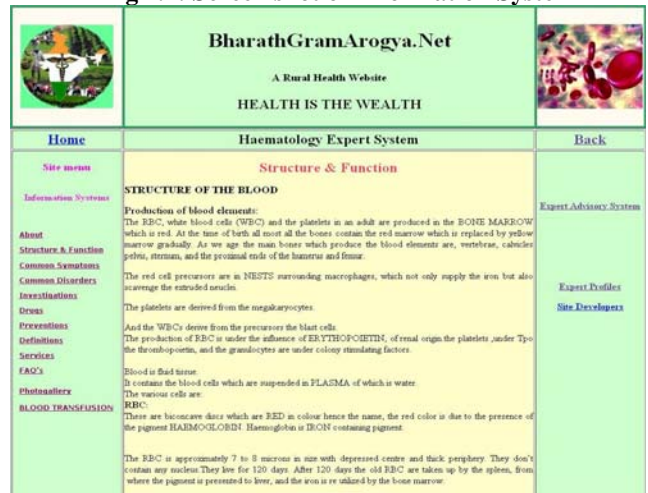 BharathGramArogya.Net
A Rural Health Website
HEALTH IS THE WEALTH
Home
Haematology Expert System
Back
Site menu
Information Systems
About
Structure & Function
Common Symptoms
Common Disorders
Investigations
Drugs
Preventions
Definitions
Services
FAQ's
Photogallery
BLOOD TRANSFUSION
Structure & Function
STRUCTURE OF THE BLOOD
Production of blood elements:
The RBC, white blood cells (WBC) and the platelets in an adult are produced in the BONE MARROW
which is red. At the time of birth all most all the bones contain the red marrow which is replaced by yellow
marrow gradually. As we age the main bones which produce the blood elements are, vertebrae, calvicles
pelvis, sternum, and the proximal ends of the humerus and femur.
The red cell precursors are in NESTS surrounding macrophages, which not only supply the iron but also
scavenge the extruded neuclei.
The platelets are derived from the megakaryocytes.
And the WBCs derive from the precursors the blast cells.
The production of RBC is under the influence of ERYTHOPOIETIN, of renal origin.the platelets ,under Tpo
the thrombopoetin, and the granulocytes are under colony stimulating factors.
Blood is fluid tissue.
It contains the blood cells which are suspended in PLASMA of which is water.
The various cells are:
RBC:
There are biconcave discs which are RED in colour hence the name, the red color is due to the presence of
the pigment HAEMOGLOBIN. Haemoglobin is IRON containing pigment.
The RBC is approximately 7 to 8 microns in size with depressed centre and thick periphery. They don't
contain any nucleus.They live for 120 days. After 120 days the old RBC are taken up by the spleen, from
where the pigment is presented to liver, and the iron is re utilized by the bone marrow.
Expert Advisory System
Expert Profiles
Site Developers